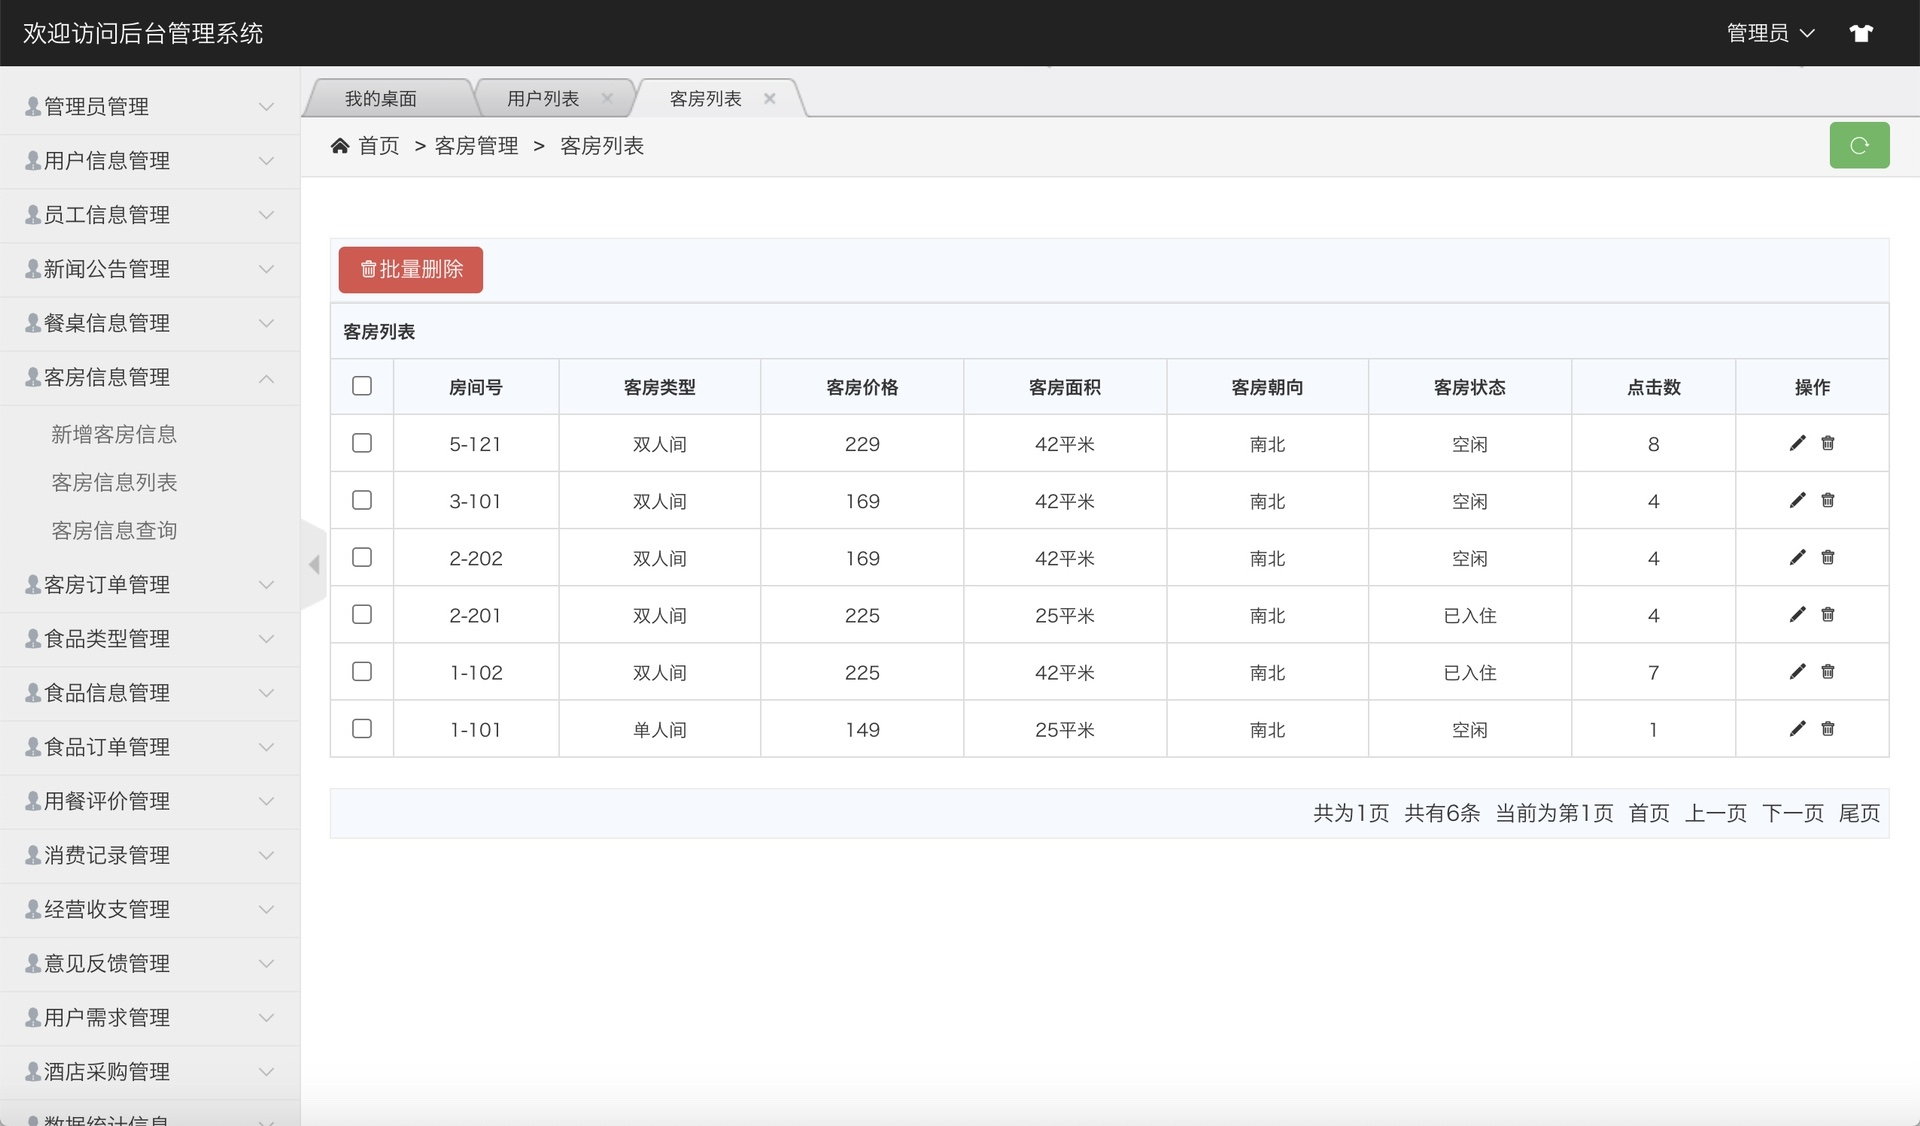 欢迎访问后台管理系统
管理员
管理员管理
用户信息管理
员工信息管理
新闻公告管理
餐桌信息管理
客房信息管理
新增客房信息
客房信息列表
客房信息查询
客房订单管理
食品类型管理
食品信息管理
食品订单管理
用餐评价管理
消费记录管理
经营收支管理
意见反馈管理
用户需求管理
酒店采购管理
数据统计信息
我的桌面 用户列表 客房列表
首页 > 客房管理 > 客房列表
批量删除
客房列表
房间号 客房类型 客房价格 客房面积 客房朝向 客房状态 点击数 操作
5-121 双人间 229 42平米 南北 空闲 8
3-101 双人间 169 42平米 南北 空闲 4
2-202 双人间 169 42平米 南北 空闲 4
2-201 双人间 225 25平米 南北 已入住 4
1-102 双人间 225 42平米 南北 已入住 7
1-101 单人间 149 25平米 南北 空闲 1
共为1页 共有6条 当前为第1页 首页 上一页 下一页 尾页